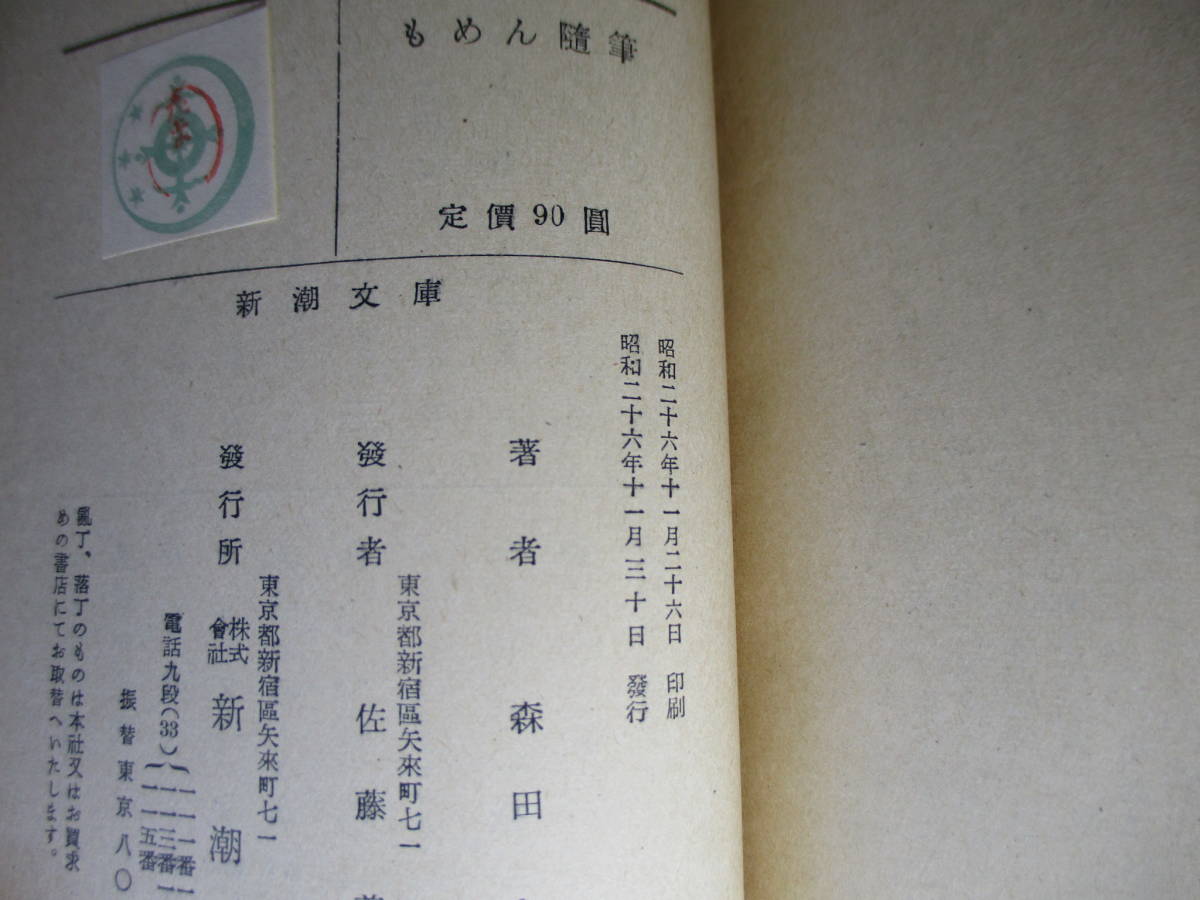 もめん隨筆
定價90圓
新潮文庫
昭和二十六年十一月二十六日 印刷
昭和二十六年十一月三十日 發行
著者 森田
東京都新宿區矢來町七一
發行者 佐藤
東京都新宿區矢來町七一
發行所 株式會社 新潮
電話九段(33)
振替東京八〇
亂丁、落丁のものは本社又はお買求
めの書店にてお取替へいたします。